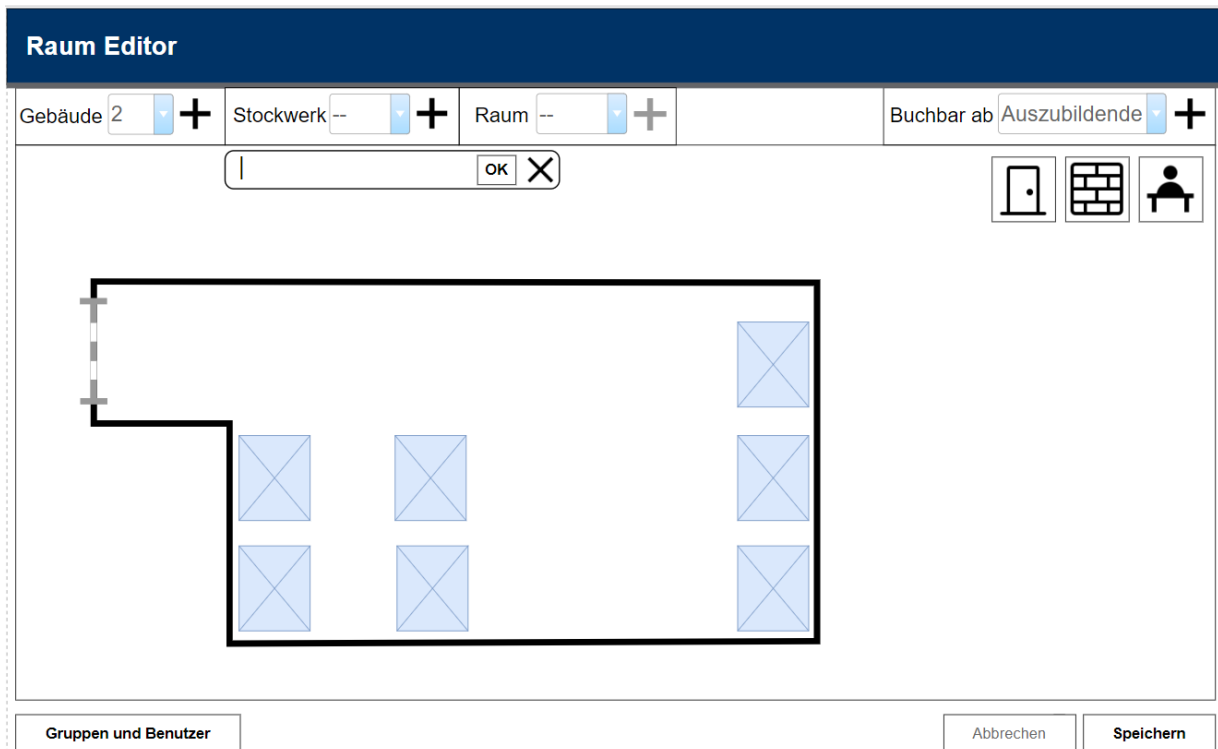 Raum Editor
Gebäude 2 Stockwerk -- Raum -- Buchbar ab Auszubildende
OK
Gruppen und Benutzer Abbrechen Speichern